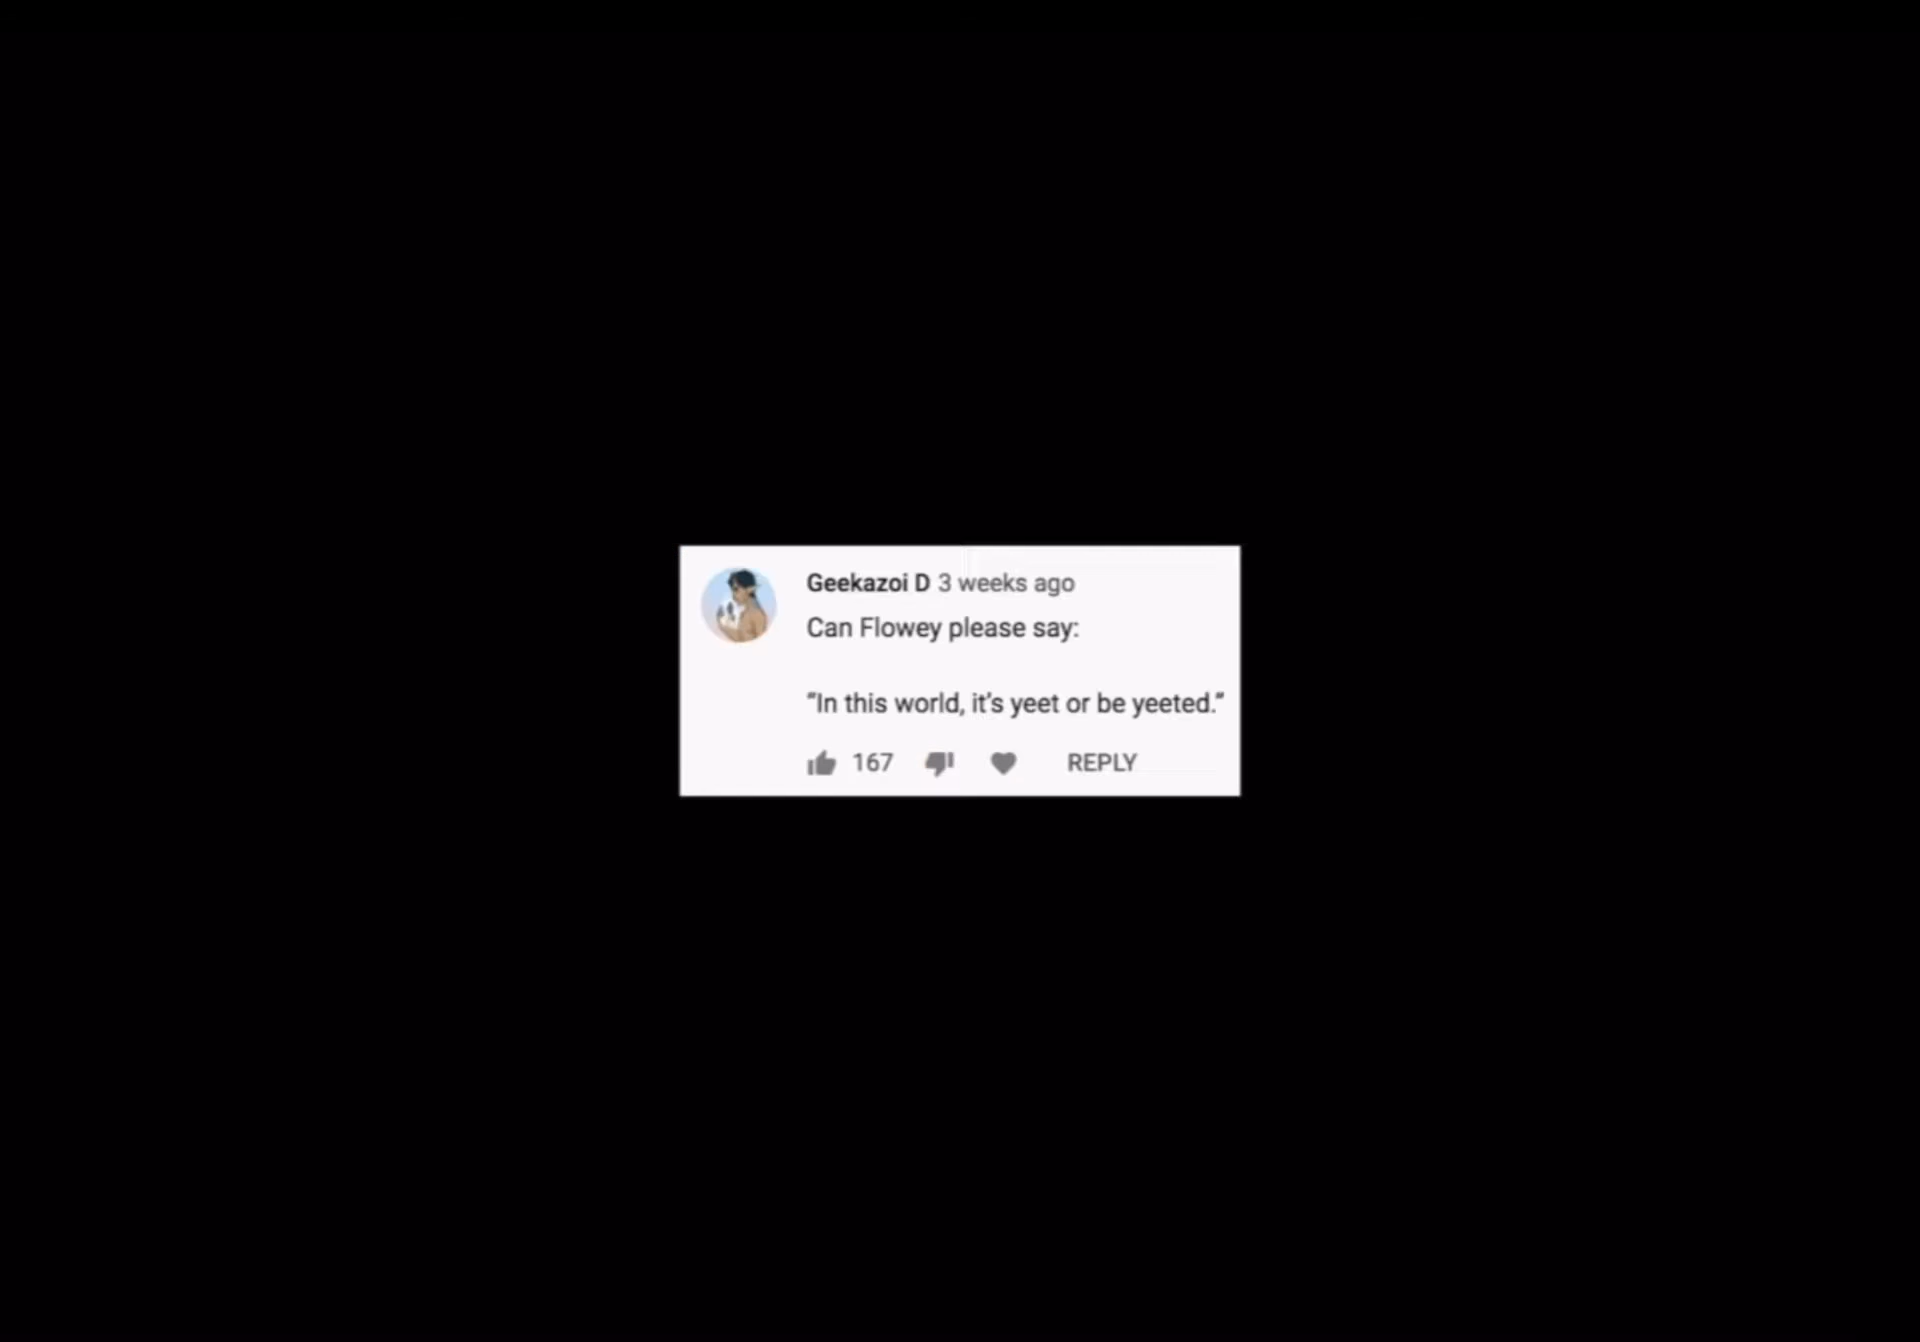 Geekazoi D 3 weeks ago
Can Flowey please say:
“In this world, it's yeet or be yeeted.”
167 REPLY